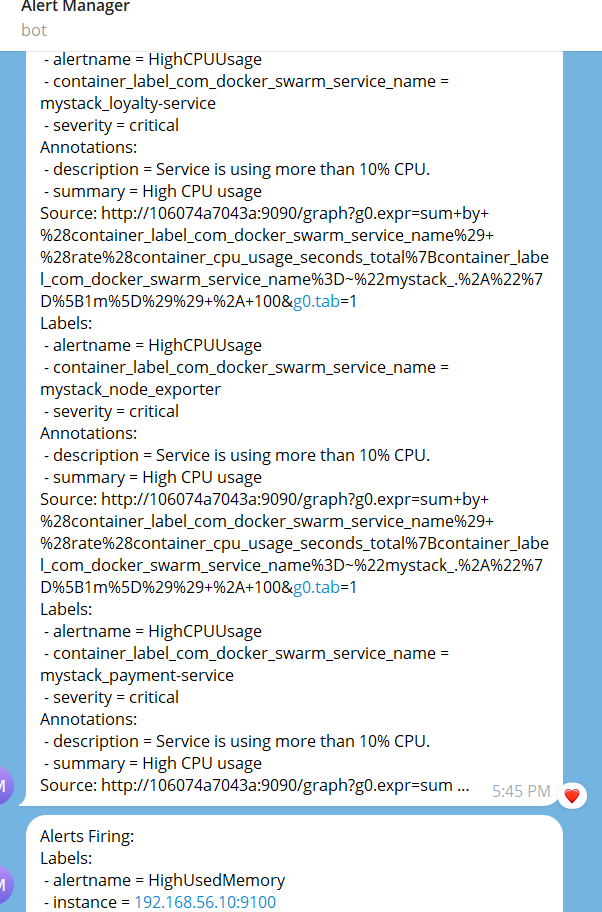 Alert Manager
bot
- alertname = HighCPUUsage
- container_label_com_docker_swarm_service_name =
mystack_loyalty-service
- severity = critical
Annotations:
- description = Service is using more than 10% CPU.
- summary = High CPU usage
Source: http://106074a7043a:9090/graph?g0.expr=sum+by+
%28container_label_com_docker_swarm_service_name%29+
%28rate%28container_cpu_usage_seconds_total%7Bcontainer_labe
l_com_docker_swarm_service_name%3D~%22mystack_.%2A%22%7
D%5B1m%5D%29%29+%2A+100&g0.tab=1
Labels:
- alertname = HighCPUUsage
- container_label_com_docker_swarm_service_name =
mystack_node_exporter
- severity = critical
Annotations:
- description = Service is using more than 10% CPU.
- summary = High CPU usage
Source: http://106074a7043a:9090/graph?g0.expr=sum+by+
%28container_label_com_docker_swarm_service_name%29+
%28rate%28container_cpu_usage_seconds_total%7Bcontainer_labe
l_com_docker_swarm_service_name%3D~%22mystack_.%2A%22%7
D%5B1m%5D%29%29+%2A+100&g0.tab=1
Labels:
- alertname = HighCPUUsage
- container_label_com_docker_swarm_service_name =
mystack_payment-service
- severity = critical
Annotations:
- description = Service is using more than 10% CPU.
- summary = High CPU usage
Source: http://106074a7043a:9090/graph?g0.expr=sum ...
5:45 PM
M
Alerts Firing:
Labels:
- alertname = HighUsedMemory
- instance = 192.168.56.10:9100
M